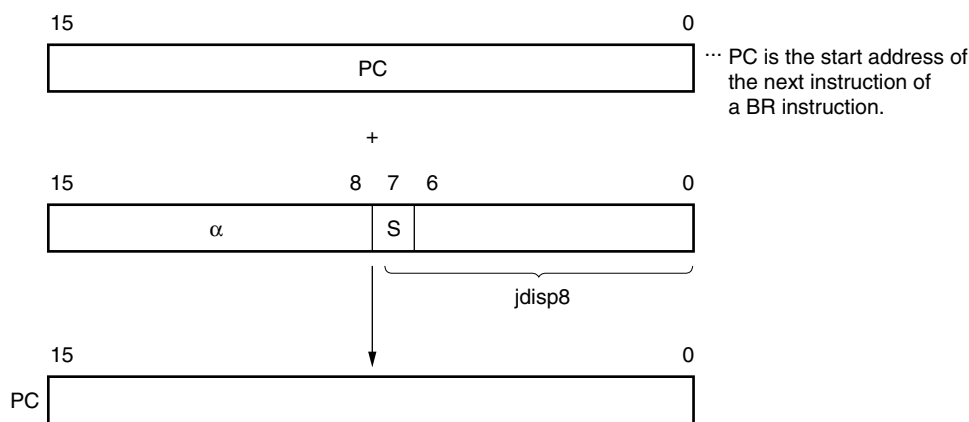 15 0
PC
··· PC is the start address of
the next instruction of
a BR instruction.
+
15 8 7 6 0
α S
jdisp8
15 0
PC